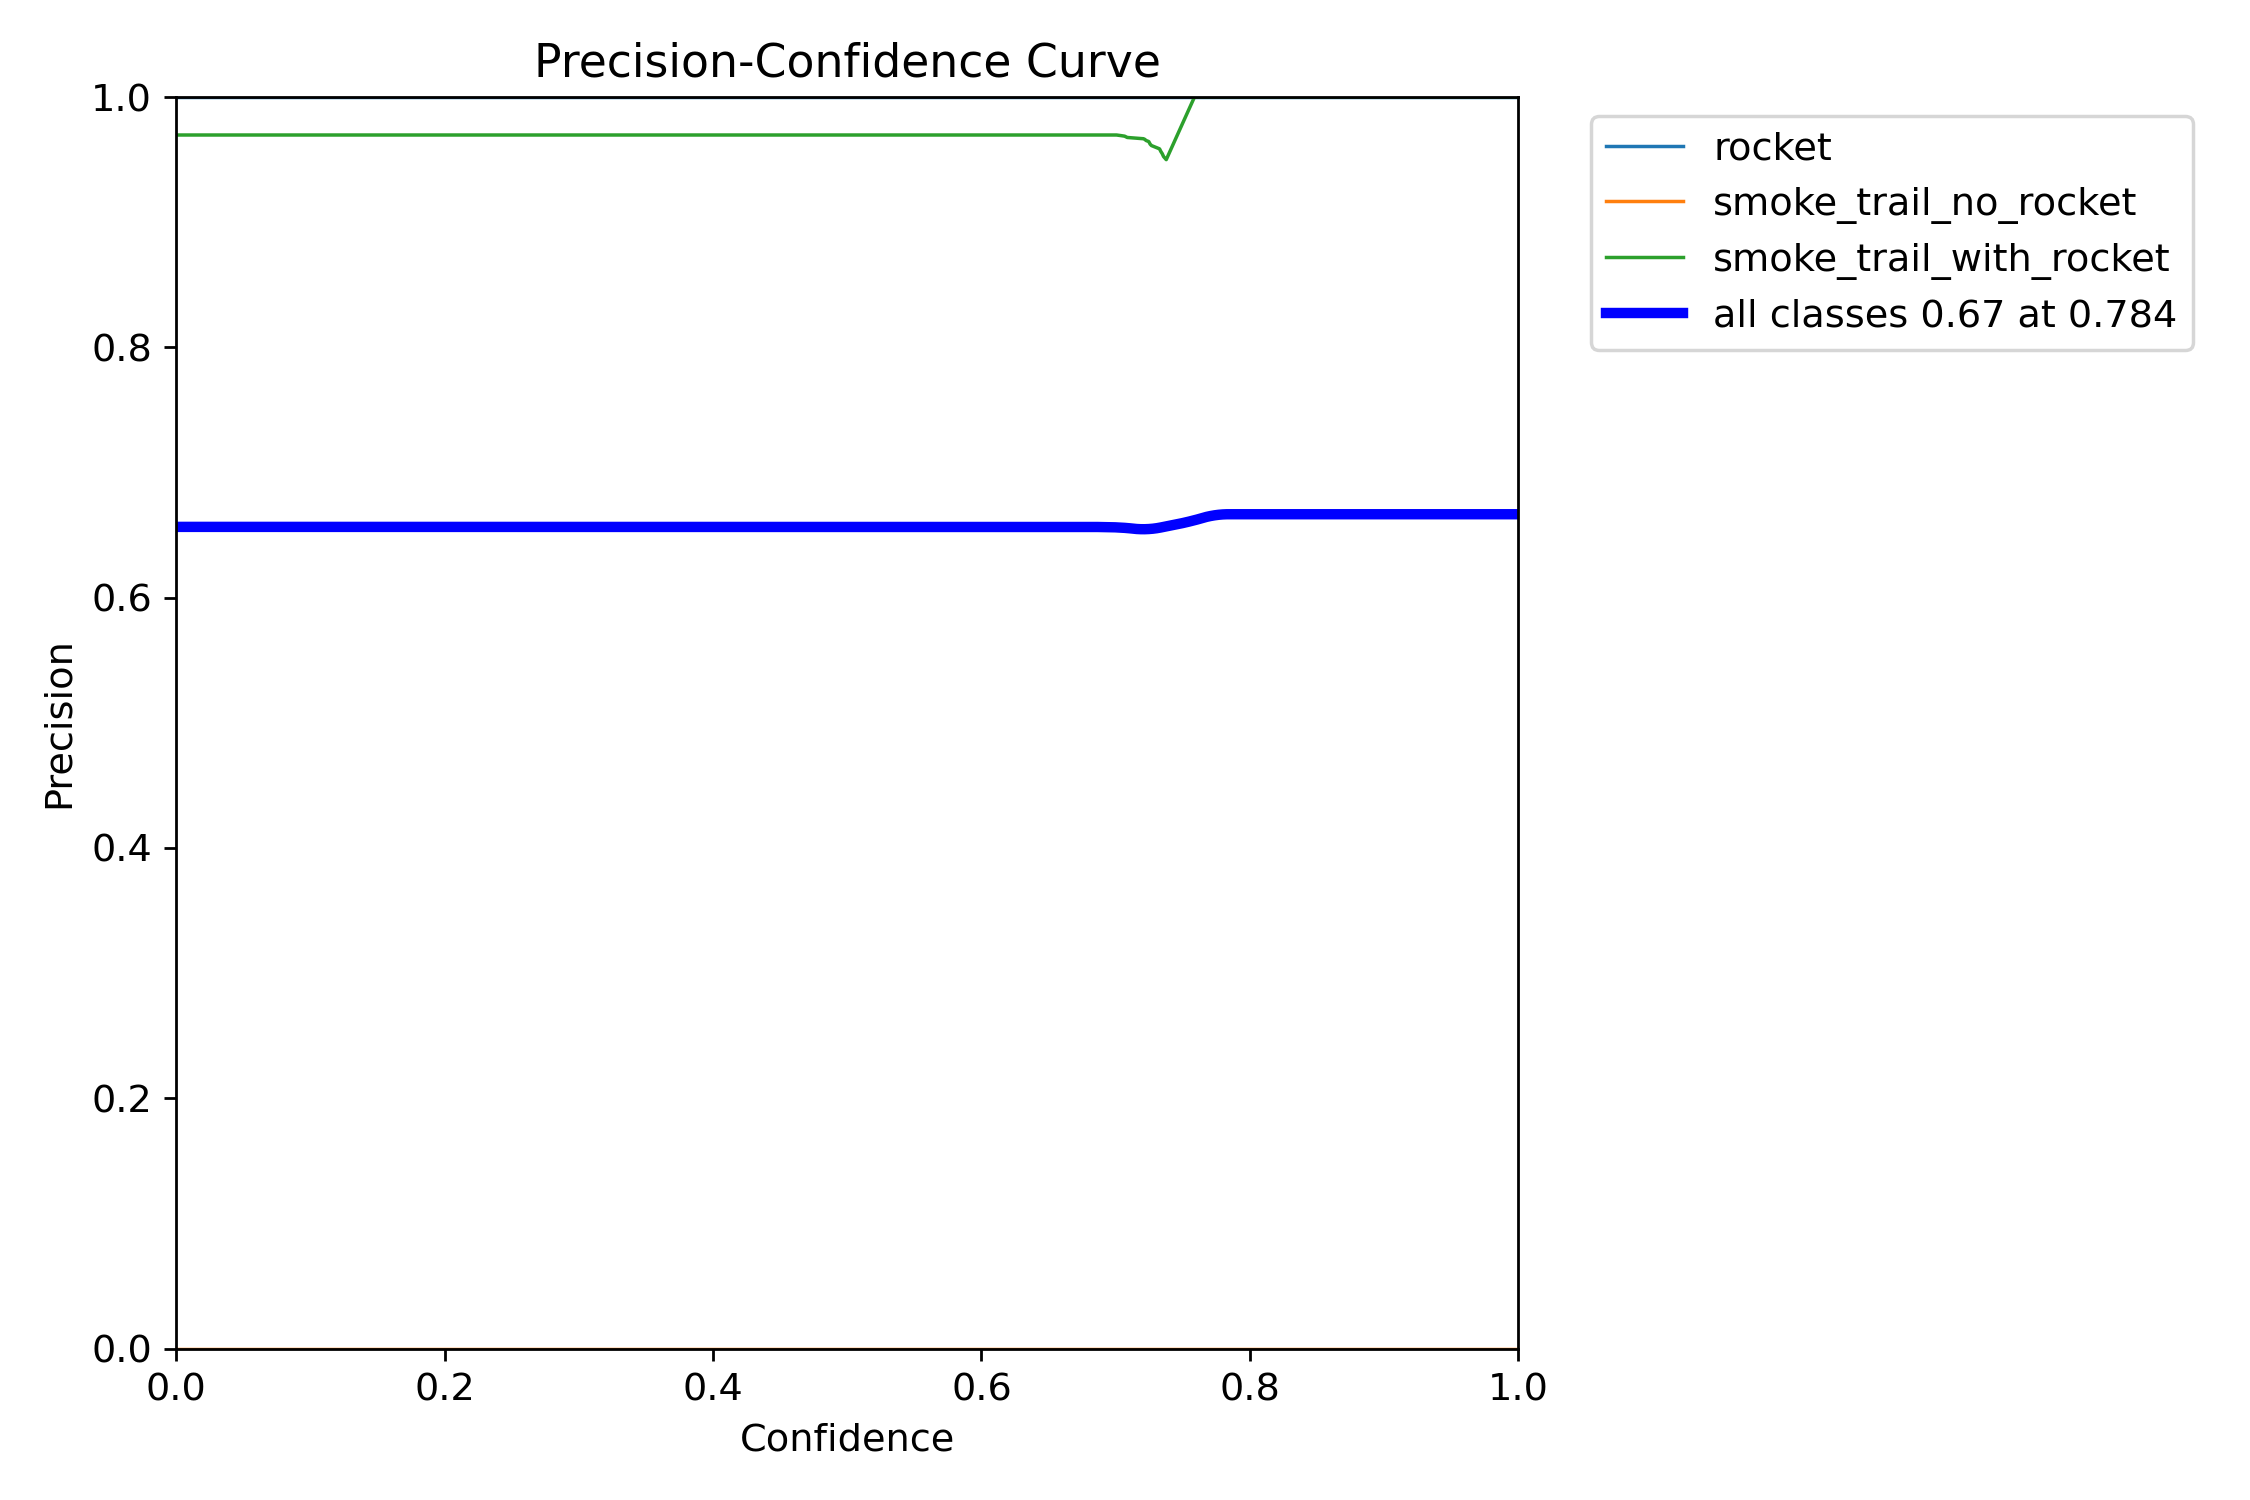 Precision-Confidence Curve
1.0
0.8
0.6
0.4
0.2
0.0
Precision
0.0 0.2 0.4 0.6 0.8 1.0
Confidence
rocket
smoke_trail_no_rocket
smoke_trail_with_rocket
all classes 0.67 at 0.784